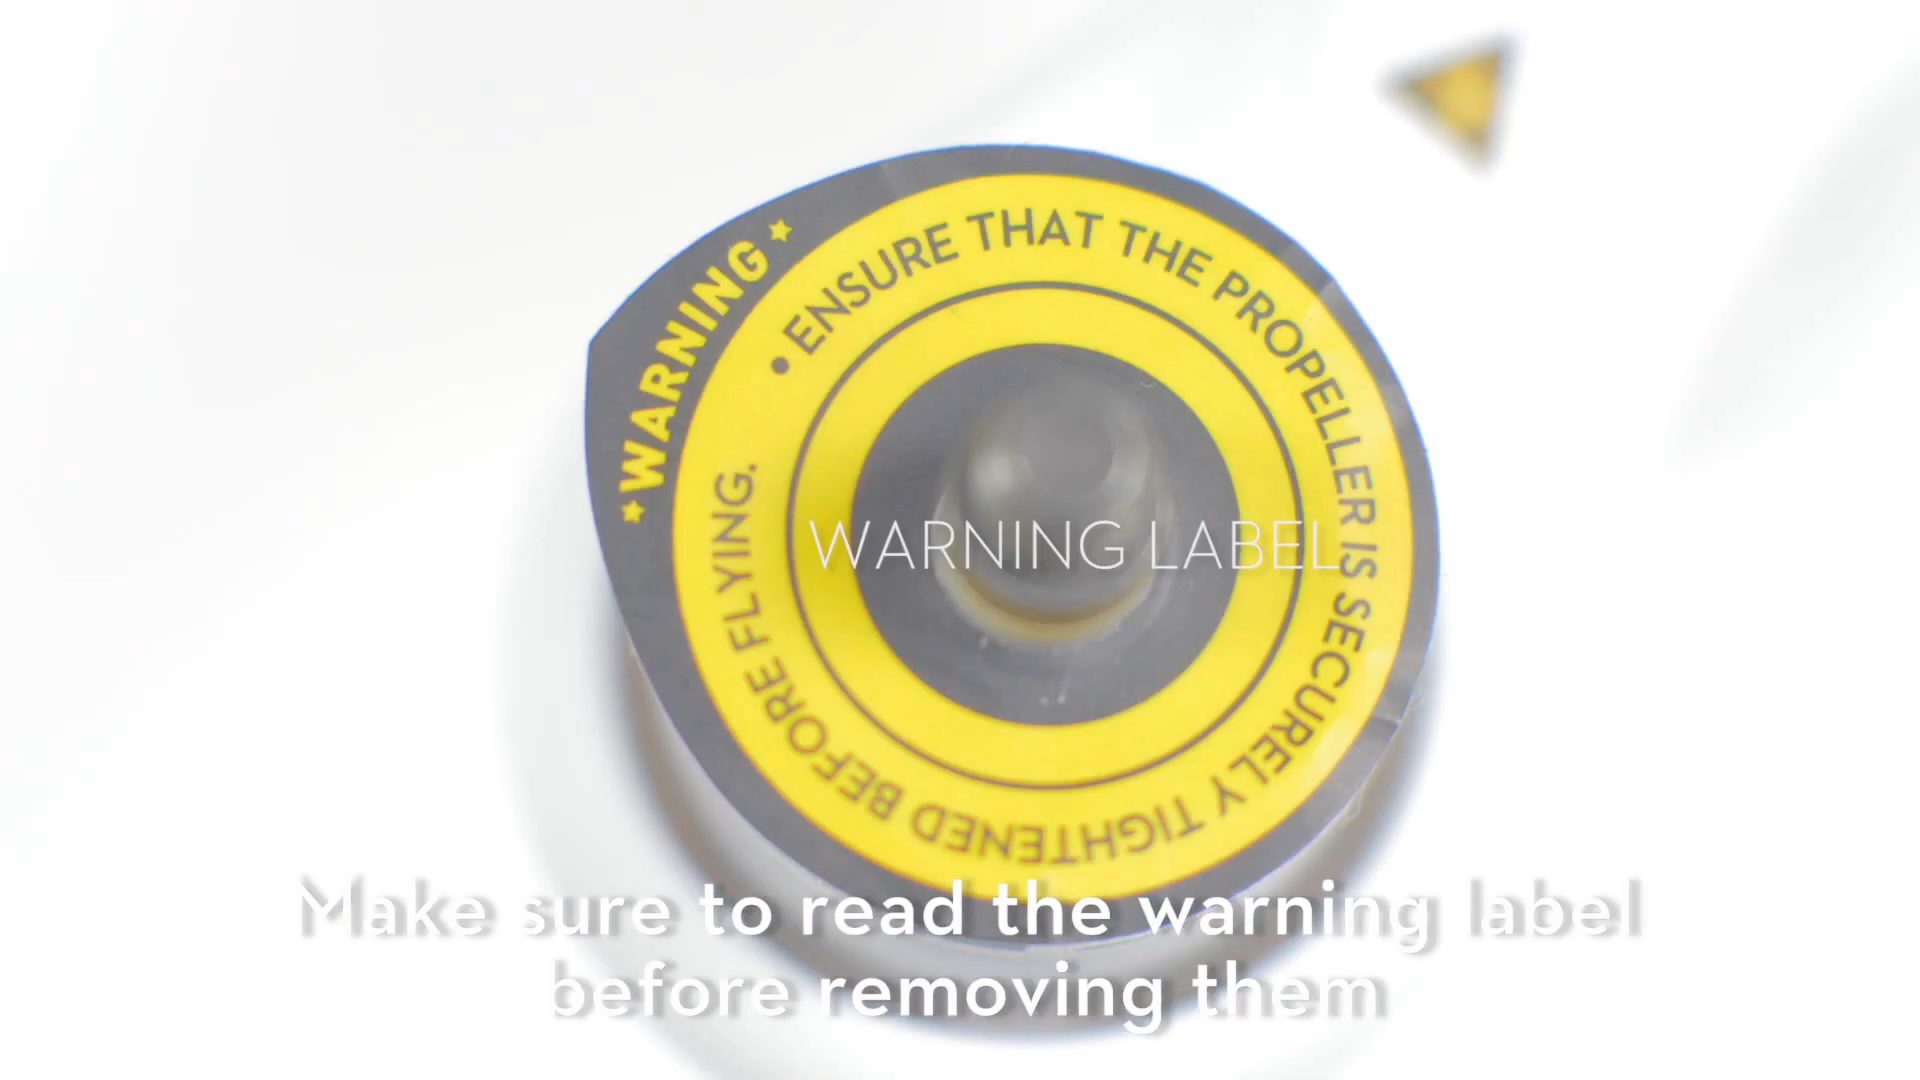 ★WARNING★
• ENSURE THAT THE PROPELLER IS SECURELY TIGHTENED BEFORE FLYING.
WARNING LABEL
Make sure to read the warning label
before removing them